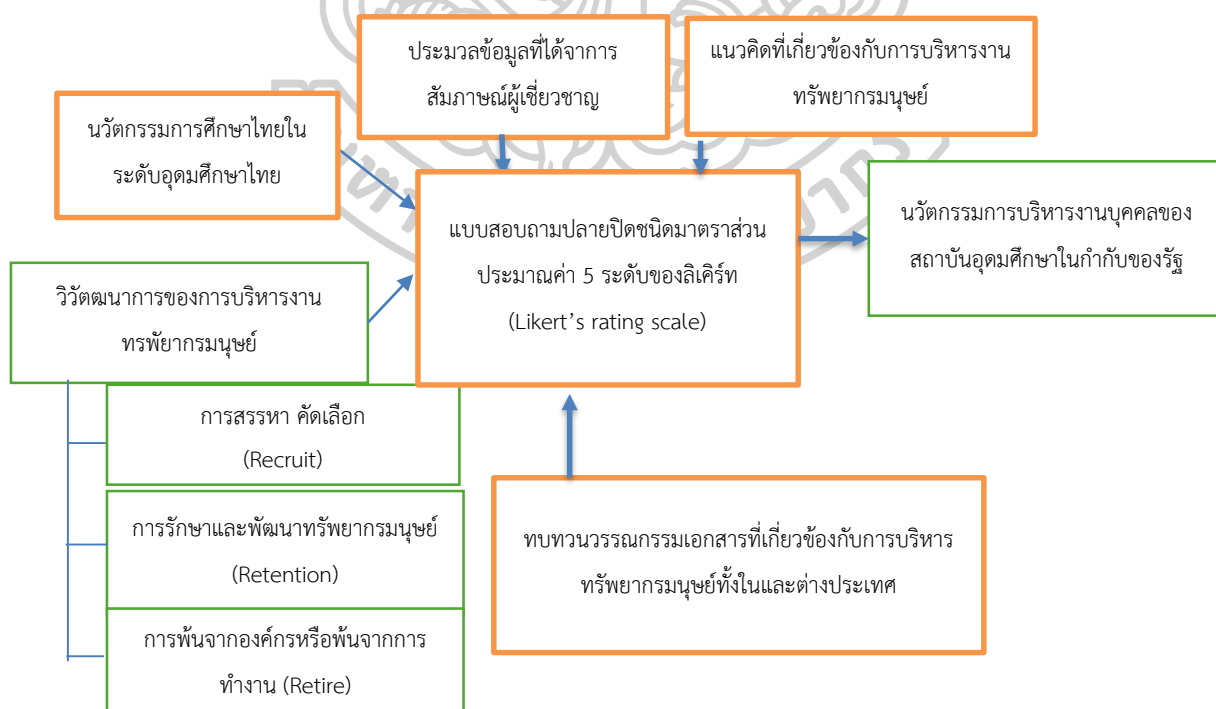 ประมวลข้อมูลที่ได้จาการ
สัมภาษณ์ผู้เชี่ยวชาญ
แนวคิดที่เกี่ยวข้องกับการบริหารงาน
ทรัพยากรมนุษย์
นวัตกรรมการศึกษาไทยใน
ระดับอุดมศึกษาไทย
แบบสอบถามปลายปิดชนิดมาตราส่วน
ประมาณค่า 5 ระดับของลิเคิร์ท
(Likert's rating scale)
นวัตกรรมการบริหารงานบุคคลของ
สถาบันอุดมศึกษาในกำกับของรัฐ
วิวัตฒนาการของการบริหารงาน
ทรพัยากรมนุษย์
การสรรหา คัดเลือก
(Recruit)
การรักษาและพัฒนาทรัพยากรมนุษย์
(Retention)
การพ้นจากองค์กรหรือพ้นจากการ
ทำงาน (Retire)
ทบทวนวรรณกรรมเอกสารที่เกี่ยวข้องกับการบริหาร
ทรัพยากรมนุษย์ทั้งในและต่างประเทศ